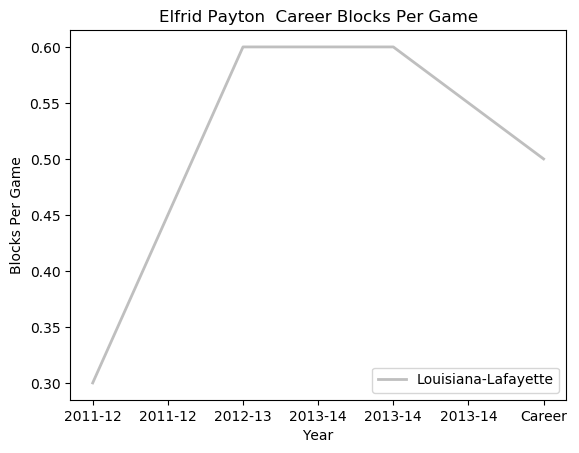 Elfrid Payton  Career Blocks Per Game
Blocks Per Game
0.60
0.55
0.50
0.45
0.40
0.35
0.30
Louisiana-Lafayette
2011-12 2011-12 2012-13 2013-14 2013-14 2013-14 Career
Year